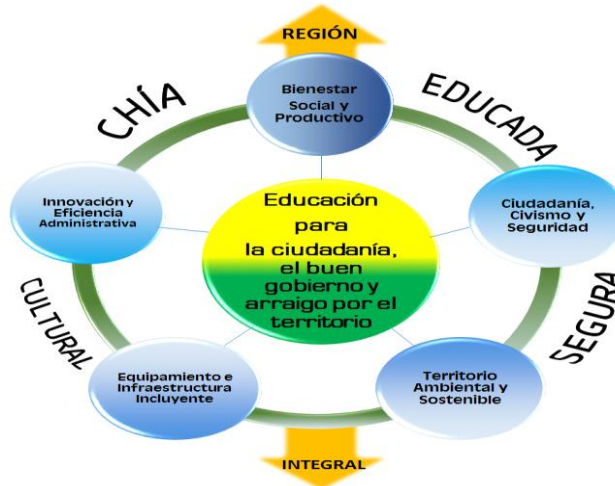 REGIÓN
CHÍA
EDUCADA
Bienestar
Social y
Productivo
Innovación y
Eficiencia
Administrativa
Educación
para
la ciudadanía,
el buen
gobierno y
arraigo por el
territorio
Ciudadanía,
Civismo y
Seguridad
CULTURAL
SEGURA
Equipamiento e
Infraestructura
Incluyente
Territorio
Ambiental y
Sostenible
INTEGRAL